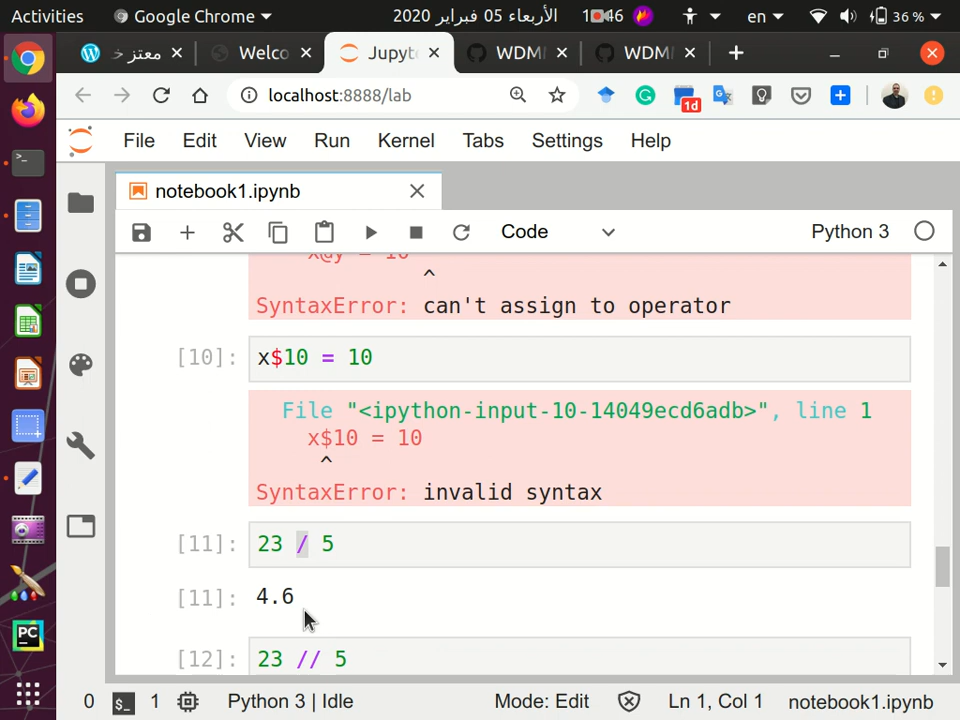 Activities
Google Chrome
الأربعاء 05 فبراير 2020
en
36 %
معتز
Welco
Jupyt
WDM
WDM
localhost:8888/lab
1d
File Edit View Run Kernel Tabs Settings Help
notebook1.ipynb
Code
Python 3
x@y = 10
^
SyntaxError: can't assign to operator
[10]: x$10 = 10
File "<ipython-input-10-14049ecd6adb>", line 1
x$10 = 10
^
SyntaxError: invalid syntax
[11]: 23 / 5
[11]: 4.6
[12]: 23 // 5
PC
0 $_ 1 Python 3 | Idle Mode: Edit Ln 1, Col 1 notebook1.ipynb